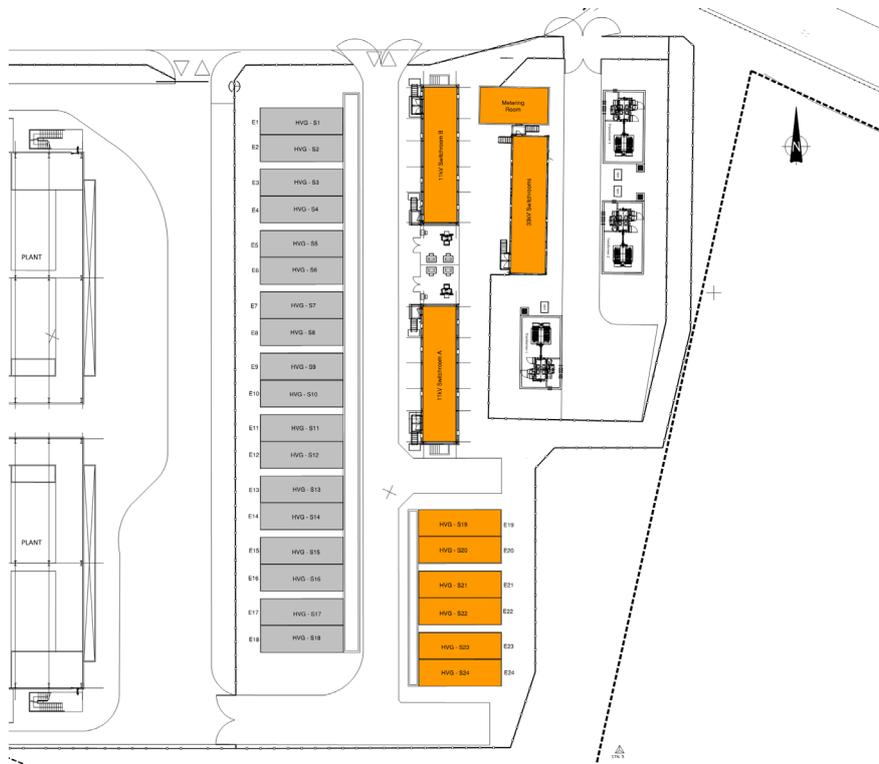 E1
HVG - S1
E2
HVG - S2
E3
HVG - S3
E4
HVG - S4
E5
HVG - S5
E6
HVG - S6
E7
HVG - S7
E8
HVG - S8
E9
HVG - S9
E10
HVG - S10
E11
HVG - S11
E12
HVG - S12
E13
HVG - S13
E14
HVG - S14
E15
HVG - S15
E16
HVG - S16
E17
HVG - S17
E18
HVG - S18
PLANT
PLANT
11kV Switchroom B
11kV Switchroom A
Metering
Room
33kV Switchrooms
N
HVG - S19
E19
HVG - S20
E20
HVG - S21
E21
HVG - S22
E22
HVG - S23
E23
HVG - S24
E24